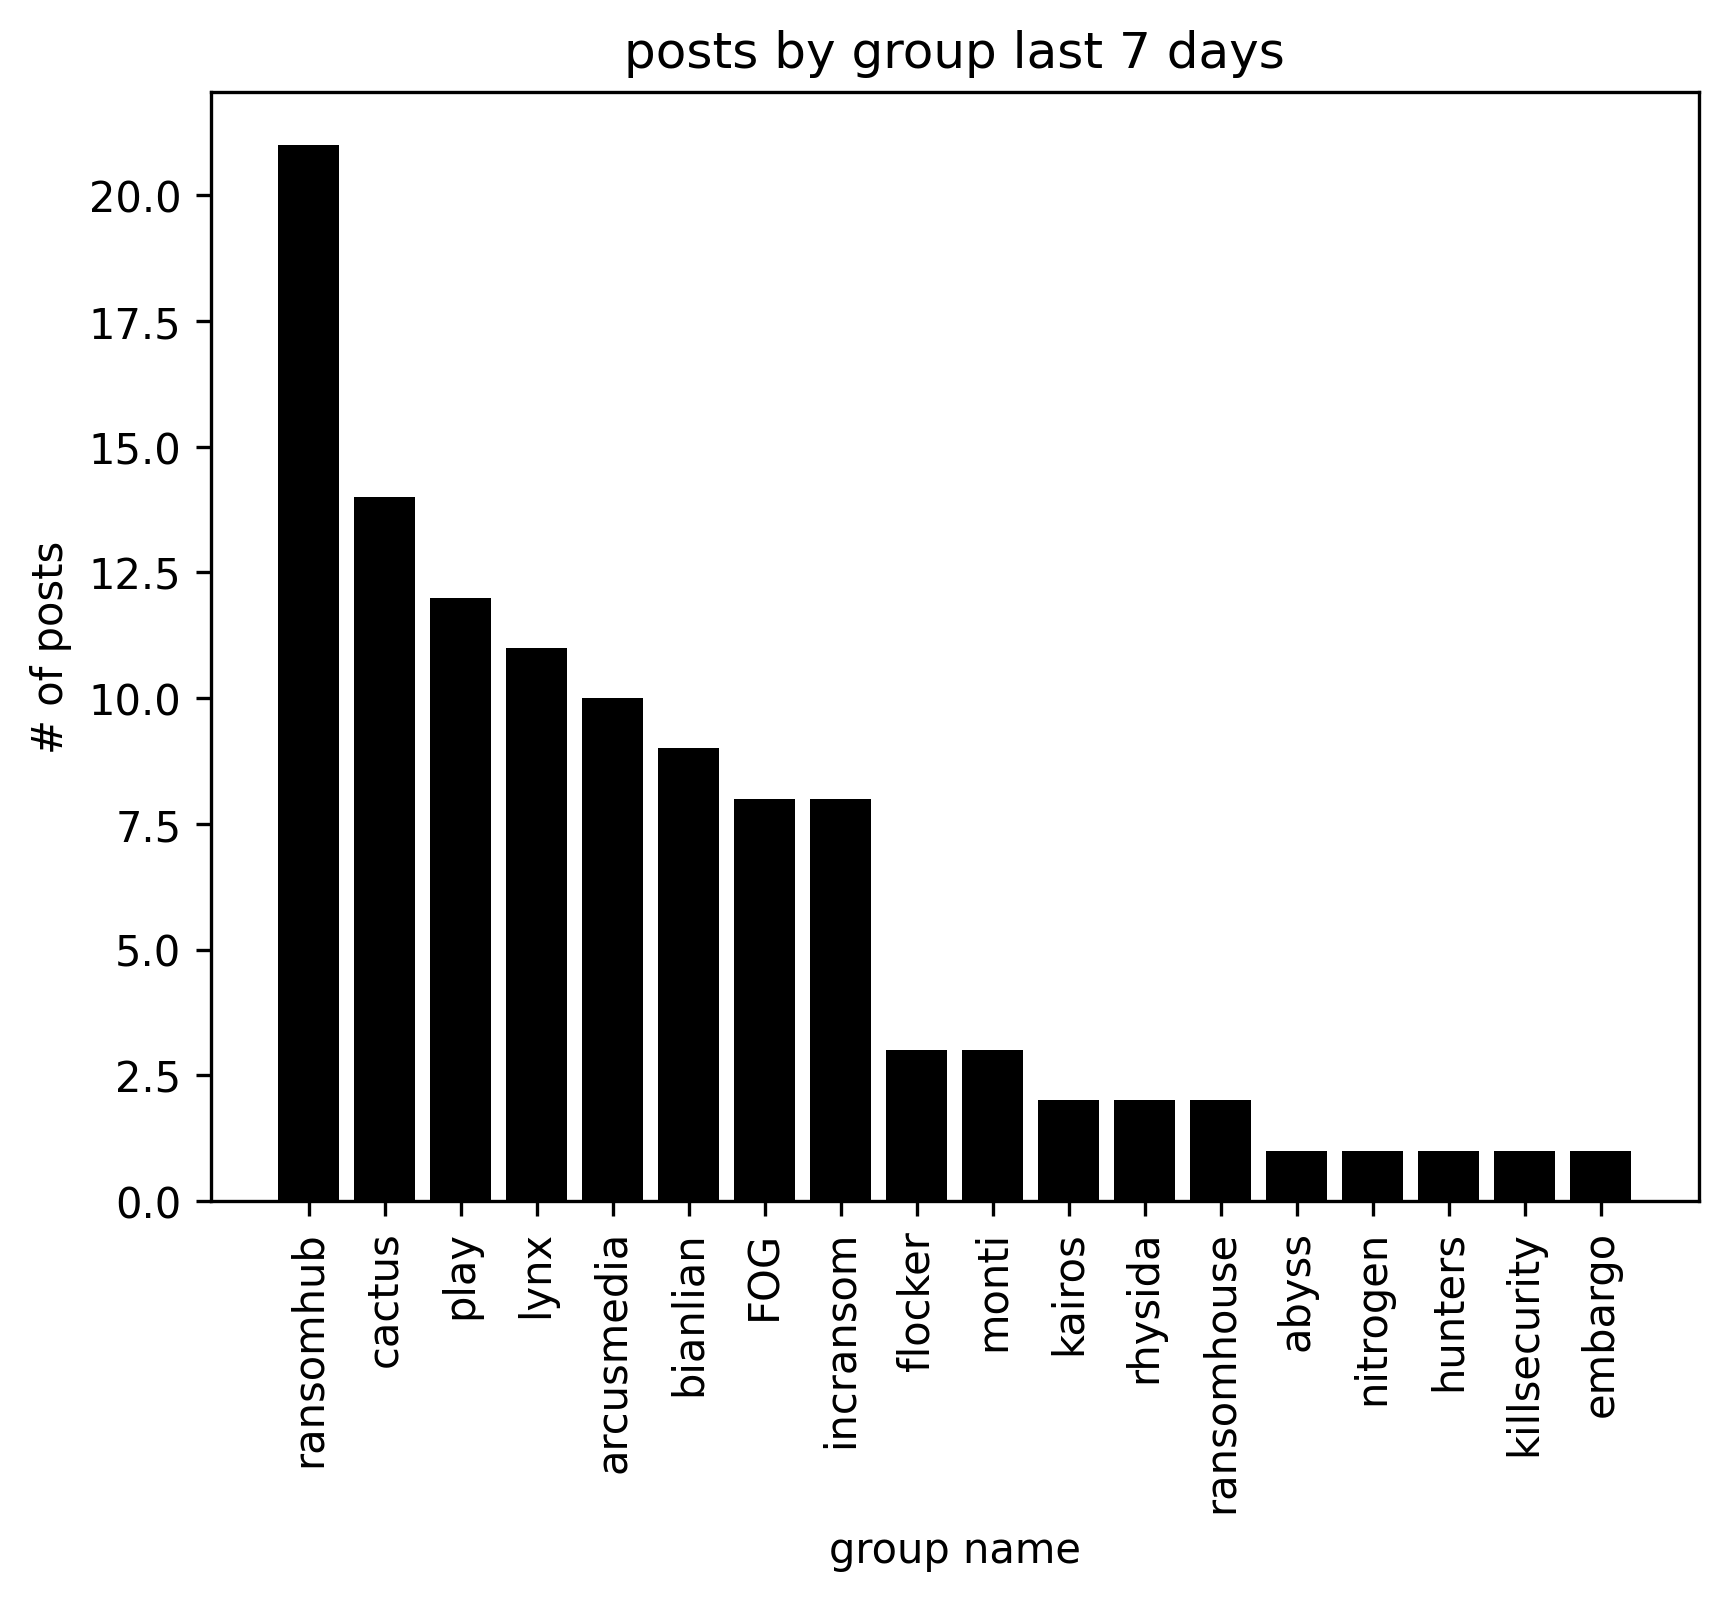 posts by group last 7 days
# of posts
20.0
17.5
15.0
12.5
10.0
7.5
5.0
2.5
0.0
ransomhub
cactus
play
lynx
arcusmedia
bianlian
FOG
incransom
flocker
monti
kairos
rhysida
ransomhouse
abyss
nitrogen
hunters
killsecurity
embargo
group name